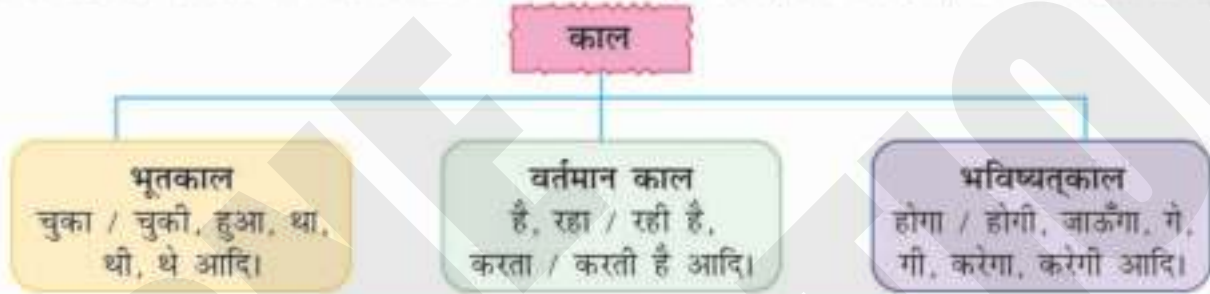 काल
भूतकाल
चुका / चुकी, हुआ, था,
थी, थे आदि।
वर्तमान काल
है, रहा / रही है,
करता / करती है आदि।
भविष्यत्काल
होगा / होगी, जाऊँगा, गे,
गी, करेगा, करेगी आदि।